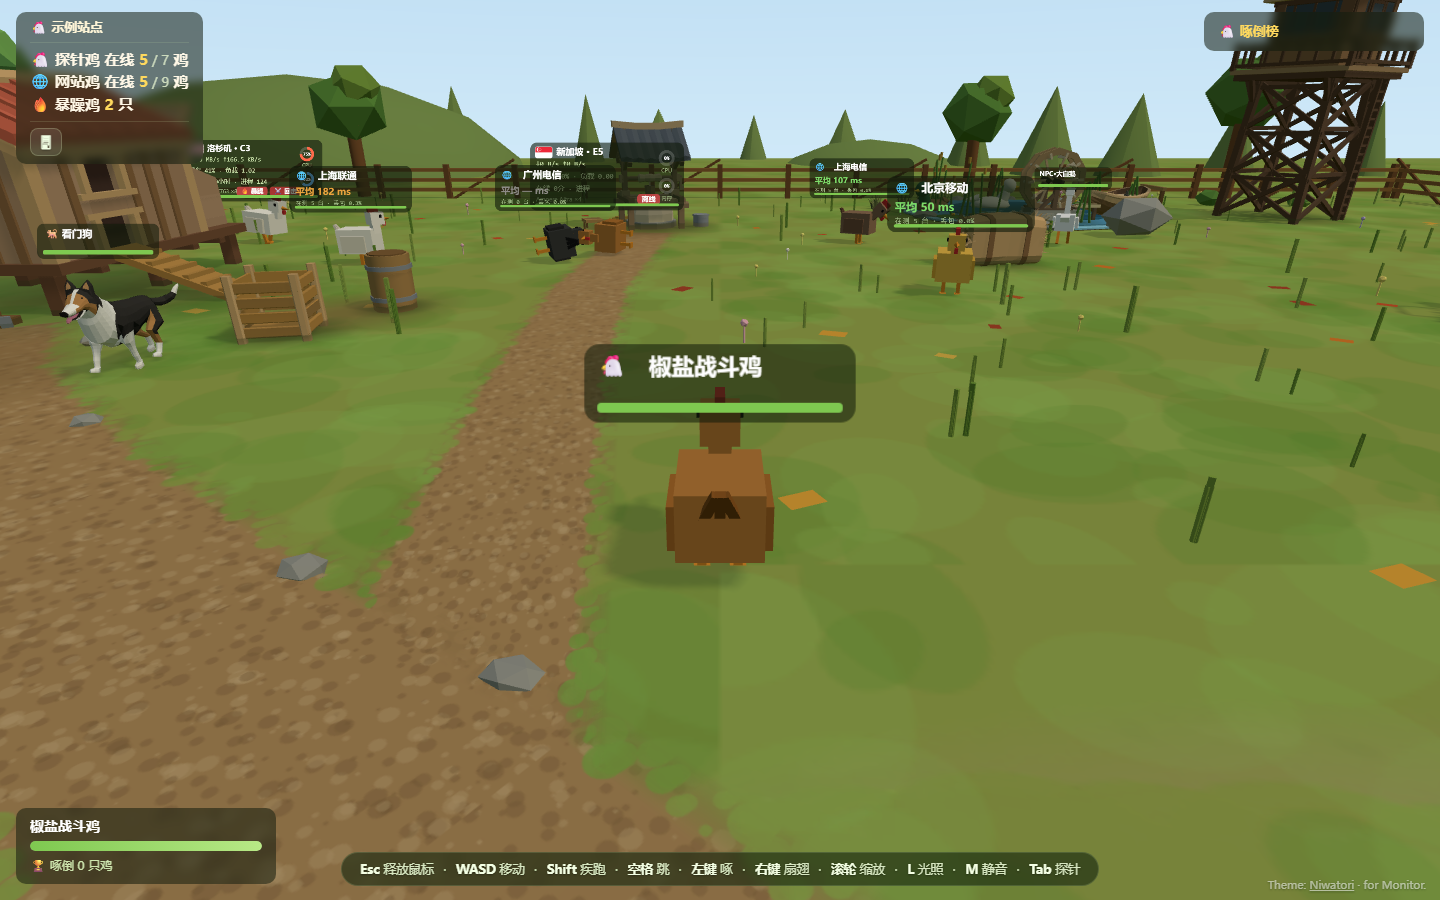 示例站点
探针鸡 在线 5 / 7 鸡
网站鸡 在线 5 / 9 鸡
暴躁鸡 2 只
啄倒榜
洛杉矶 • C3
上海联通
平均 182 ms
新加坡 • E5
广州电信
平均 — ms
离线
上海电信
平均 107 ms
北京移动
平均 50 ms
NPC•大白鹅
看门狗
椒盐战斗鸡
椒盐战斗鸡
啄倒 0 只鸡
Esc 释放鼠标 · WASD 移动 · Shift 疾跑 · 空格 跳 · 左键 啄 · 右键 扇翅 · 滚轮 缩放 · L 光照 · M 静音 · Tab 探针
Theme: Niwatori · for Monitor.